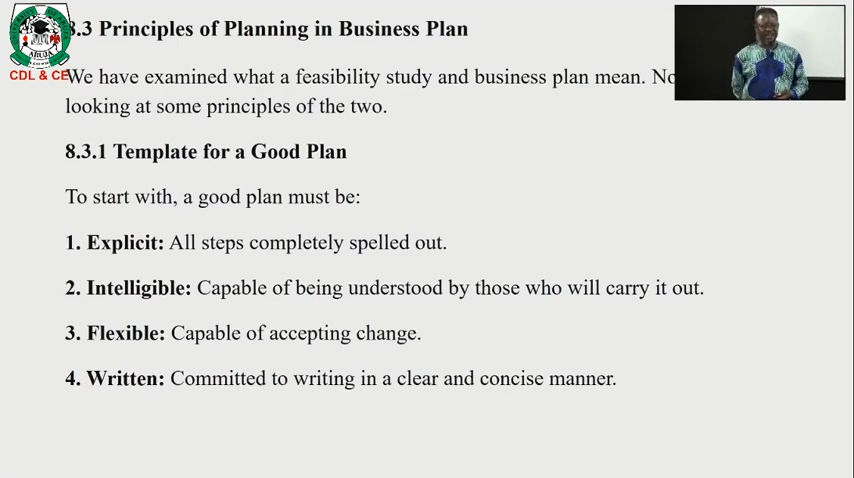 8.3 Principles of Planning in Business Plan
We have examined what a feasibility study and business plan mean.
looking at some principles of the two.
8.3.1 Template for a Good Plan
To start with, a good plan must be:
1. Explicit: All steps completely spelled out.
2. Intelligible: Capable of being understood by those who will carry it out.
3. Flexible: Capable of accepting change.
4. Written: Committed to writing in a clear and concise manner.
ABUJA
CDL & CE